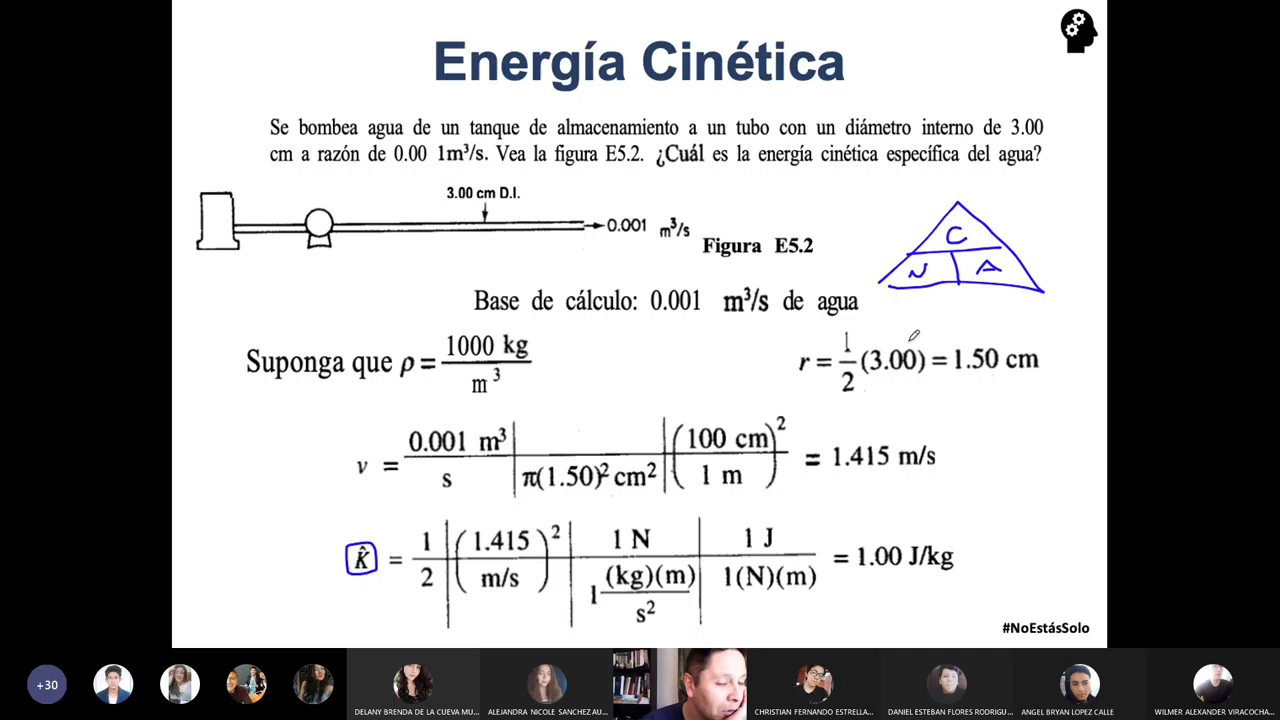 Energía Cinética
Se bombea agua de un tanque de almacenamiento a un tubo con un diámetro interno de 3.00
cm a razón de 0.00 1m³/s. Vea la figura E5.2. ¿Cuál es la energía cinética específica del agua?
3.00 cm D.I.
0.001 m³/s
Figura E5.2
C
N A
Base de cálculo: 0.001 m³/s de agua
Suponga que ρ = 1000 kg / m³
r = 1/2 (3.00) = 1.50 cm
v = 0.001 m³ / s | π(1.50)² cm² | (100 cm / 1 m)² = 1.415 m/s
K̂ = 1/2 | (1.415 / m/s)² | 1 N / 1 (kg)(m)/s² | 1 J / 1(N)(m) = 1.00 J/kg
#NoEstásSolo
+30
DELANY BRENDA DE LA CUEVA MU...
ALEJANDRA NICOLE SANCHEZ AU...
CHRISTIAN FERNANDO ESTRELLA...
DANIEL ESTEBAN FLORES RODRIGU...
ANGEL BRYAN LOPEZ CALLE
WILMER ALEXANDER VIRACOCHA...